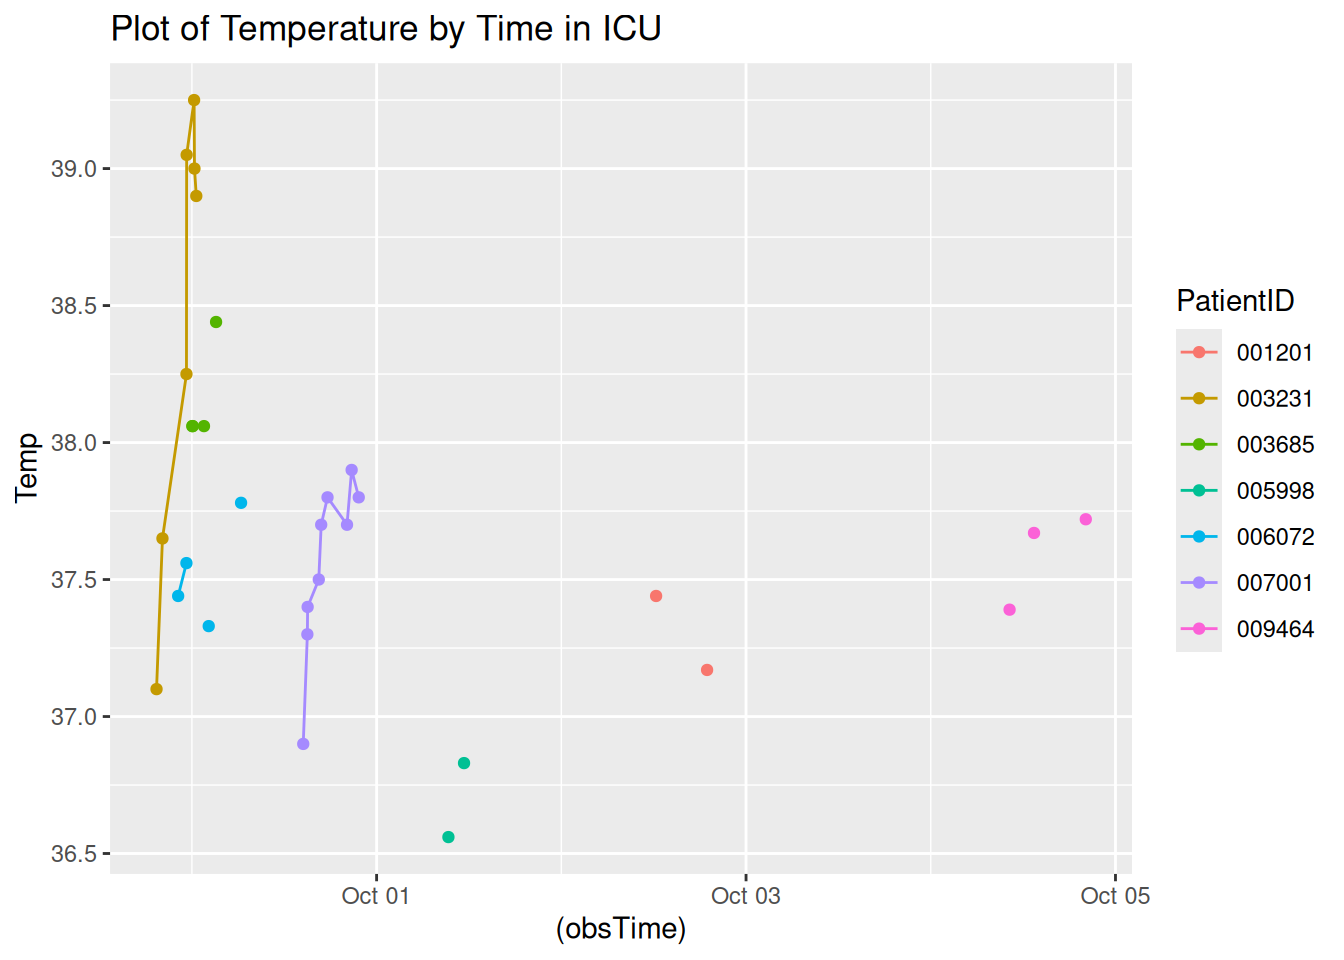 Plot of Temperature by Time in ICU
39.0
38.5
38.0
37.5
37.0
36.5
Temp
Oct 01
Oct 03
Oct 05
(obsTime)
PatientID
001201
003231
003685
005998
006072
007001
009464